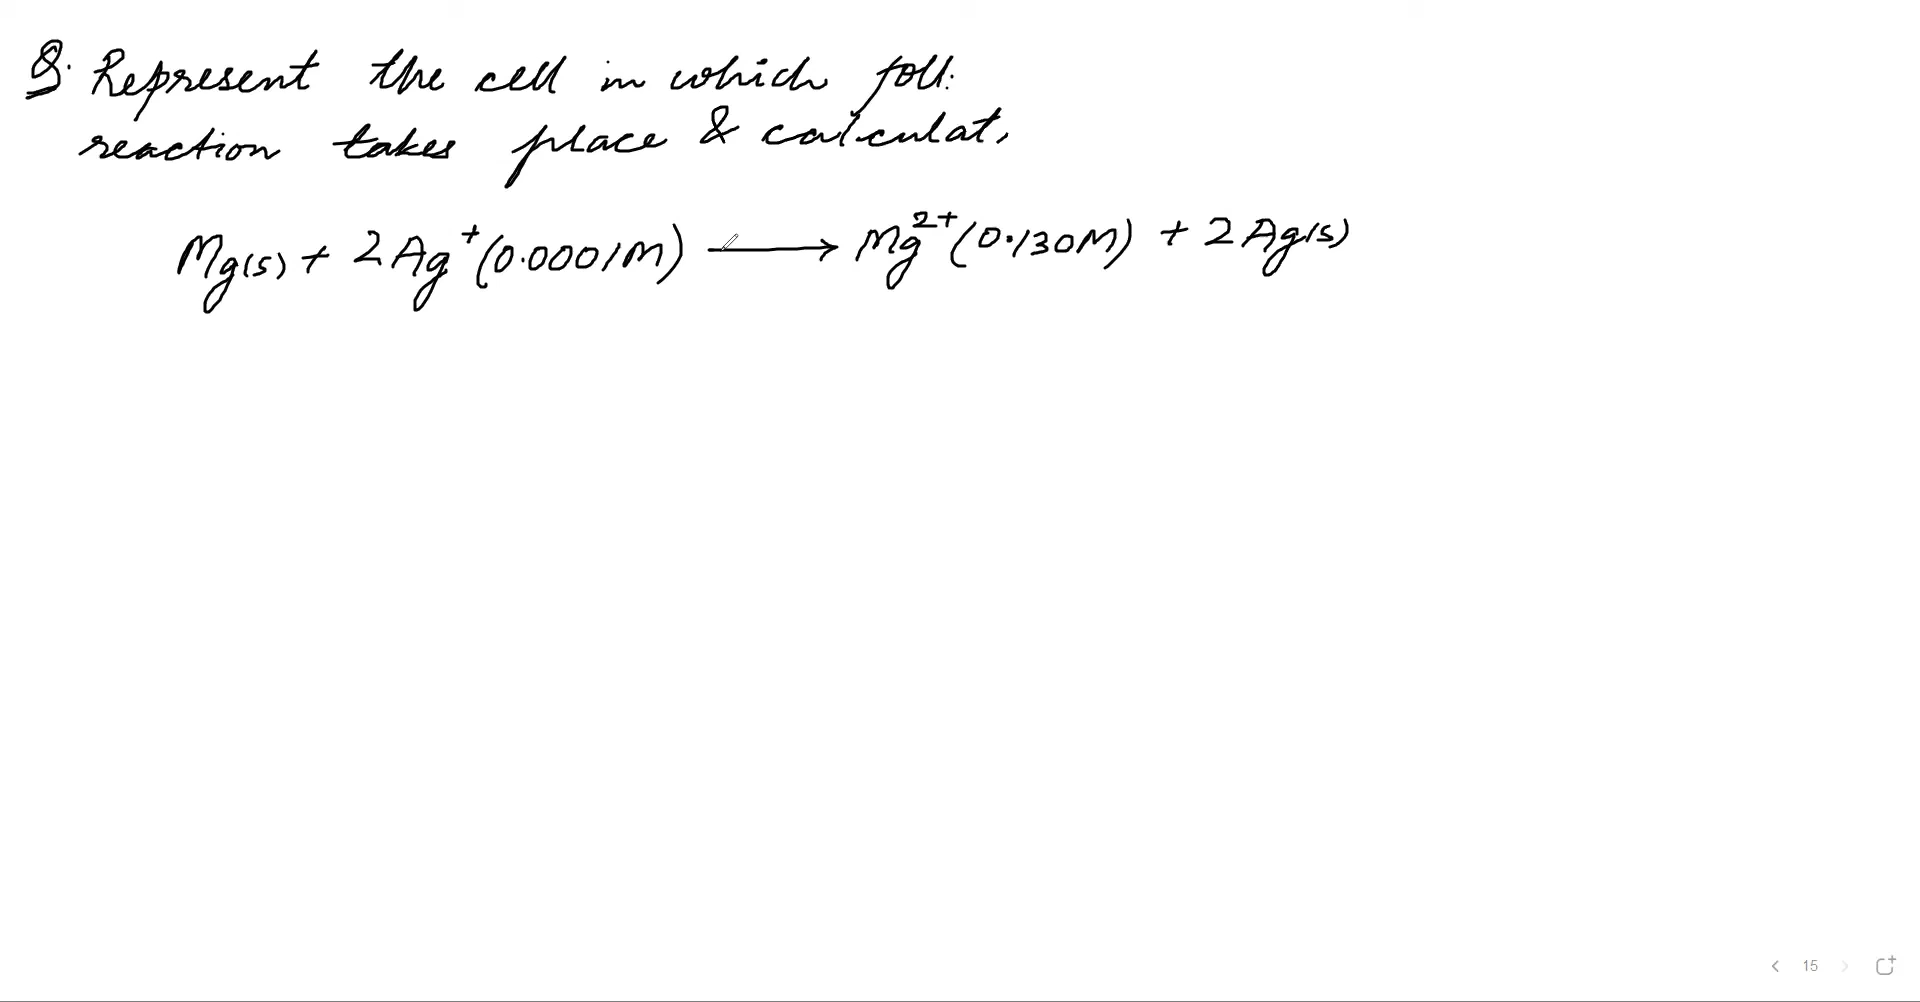 Q. Represent the cell in which foll:
reaction takes place & calculat.
Mg(s) + 2Ag⁺(0.0001M) ⟶ Mg²⁺(0.130M) + 2Ag(s)
15